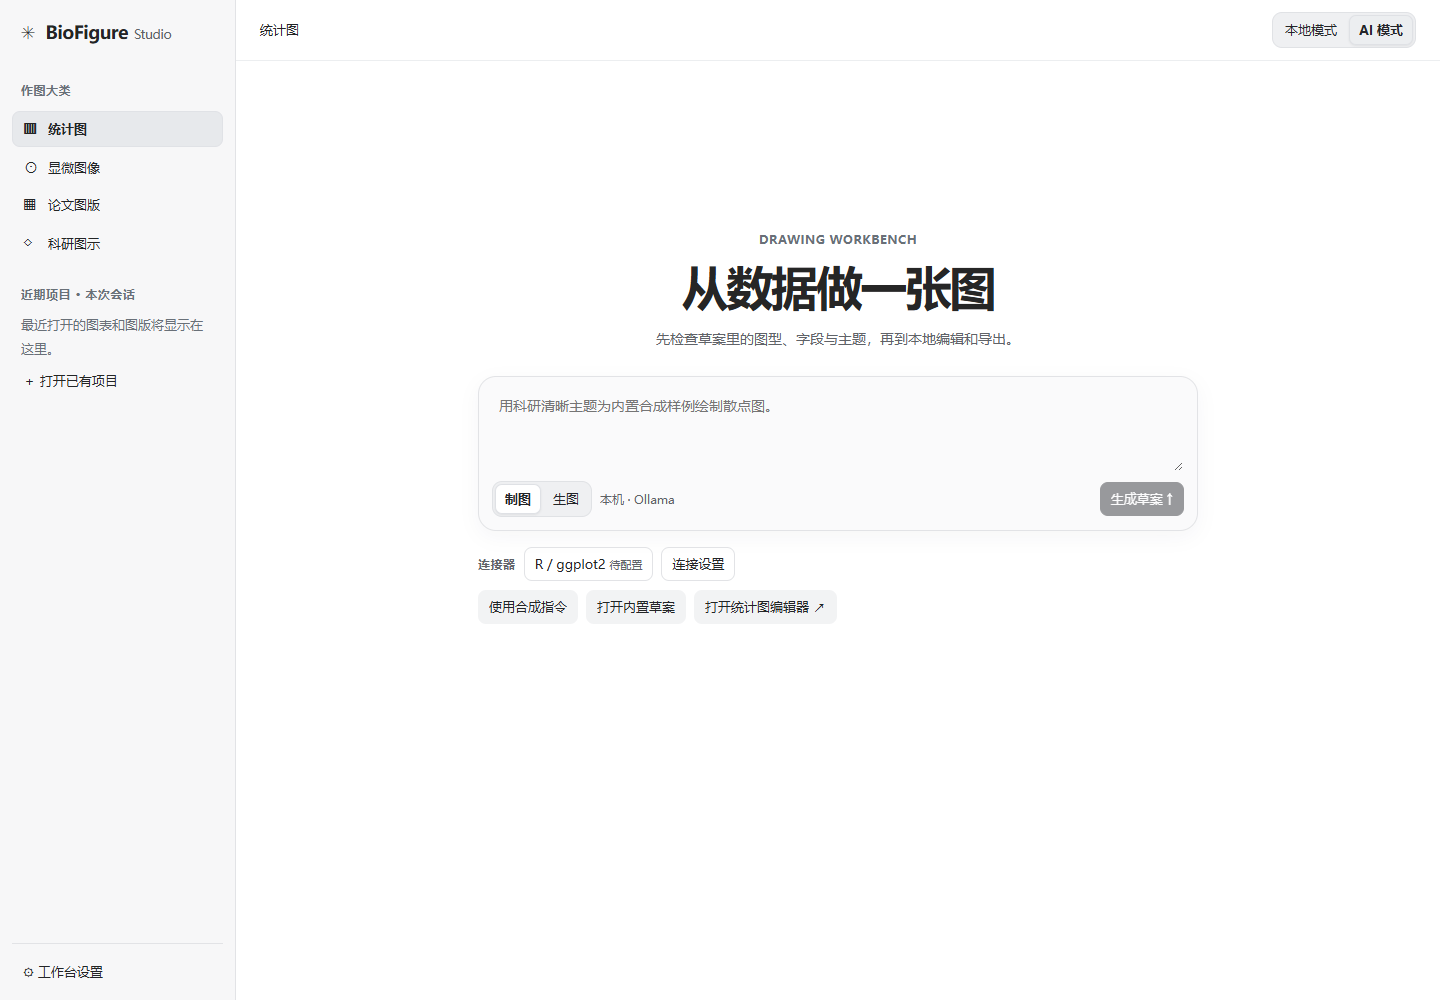 BioFigure Studio
作图大类
统计图
显微图像
论文图版
科研图示
近期项目 • 本次会话
最近打开的图表和图版将显示在
这里。
+ 打开已有项目
工作台设置
统计图
本地模式 AI 模式
DRAWING WORKBENCH
从数据做一张图
先检查草案里的图型、字段与主题，再到本地编辑和导出。
用科研清晰主题为内置合成样例绘制散点图。
制图 生图 本机 · Ollama 生成草案 ↑
连接器 R / ggplot2 待配置 连接设置
使用合成指令 打开内置草案 打开统计图编辑器 ↗